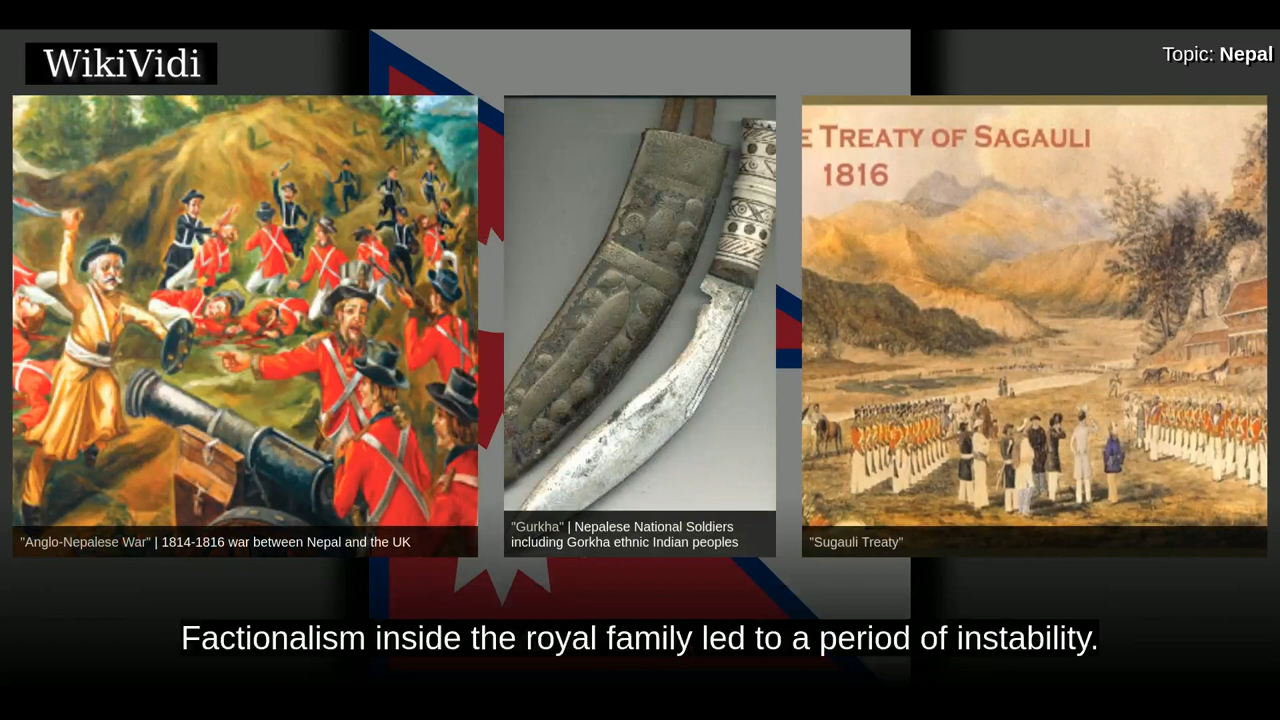 WikiVidi
Topic: Nepal
E TREATY OF SAGAULI
1816
"Anglo-Nepalese War" | 1814-1816 war between Nepal and the UK
"Gurkha" | Nepalese National Soldiers
including Gorkha ethnic Indian peoples
"Sugauli Treaty"
Factionalism inside the royal family led to a period of instability.